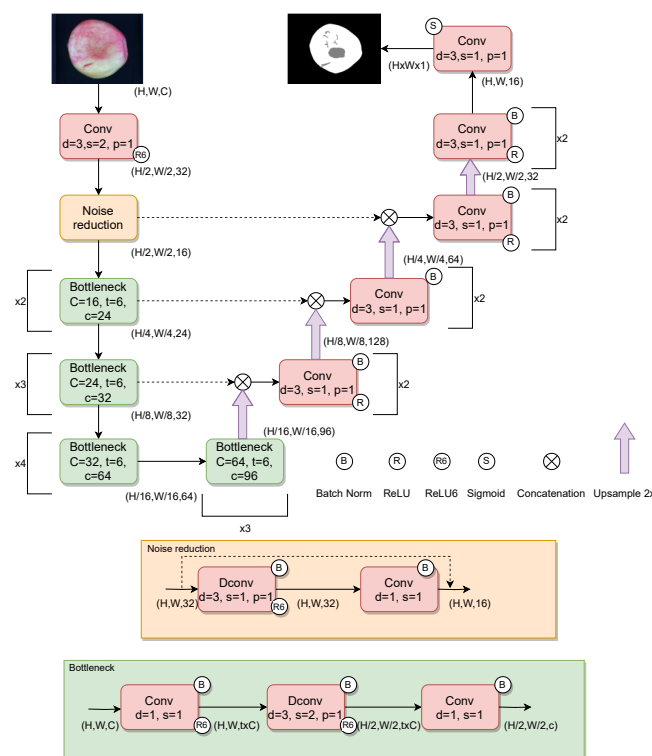 (H,W,C)
Conv
d=3,s=2, p=1
R6
(H/2,W/2,32)
Noise
reduction
(H/2,W/2,16)
x2
Bottleneck
C=16, t=6,
c=24
(H/4,W/4,24)
x3
Bottleneck
C=24, t=6,
c=32
(H/8,W/8,32)
x4
Bottleneck
C=32, t=6,
c=64
(H/16,W/16,64)
Bottleneck
C=64, t=6,
c=96
x3
(H/16,W/16,96)
Conv
d=3, s=1, p=1
B
R
x2
(H/8,W/8,128)
Conv
d=3, s=1, p=1
B
x2
(H/4,W/4,64)
Conv
d=3, s=1, p=1
B
R
x2
(H/2,W/2,32
Conv
d=3,s=1, p=1
B
R
x2
(H,W,16)
S
Conv
d=3,s=1, p=1
(HxWx1)
B
Batch Norm
R
ReLU
R6
ReLU6
S
Sigmoid
Concatenation
Upsample 2x
Noise reduction
(H,W,32)
Dconv
d=3, s=1, p=1
B
R6
(H,W,32)
Conv
d=1, s=1
B
(H,W,16)
Bottleneck
(H,W,C)
Conv
d=1, s=1
B
R6
(H,W,txC)
Dconv
d=3, s=2, p=1
B
R6
(H/2,W/2,txC)
Conv
d=1, s=1
B
(H/2,W/2,c)